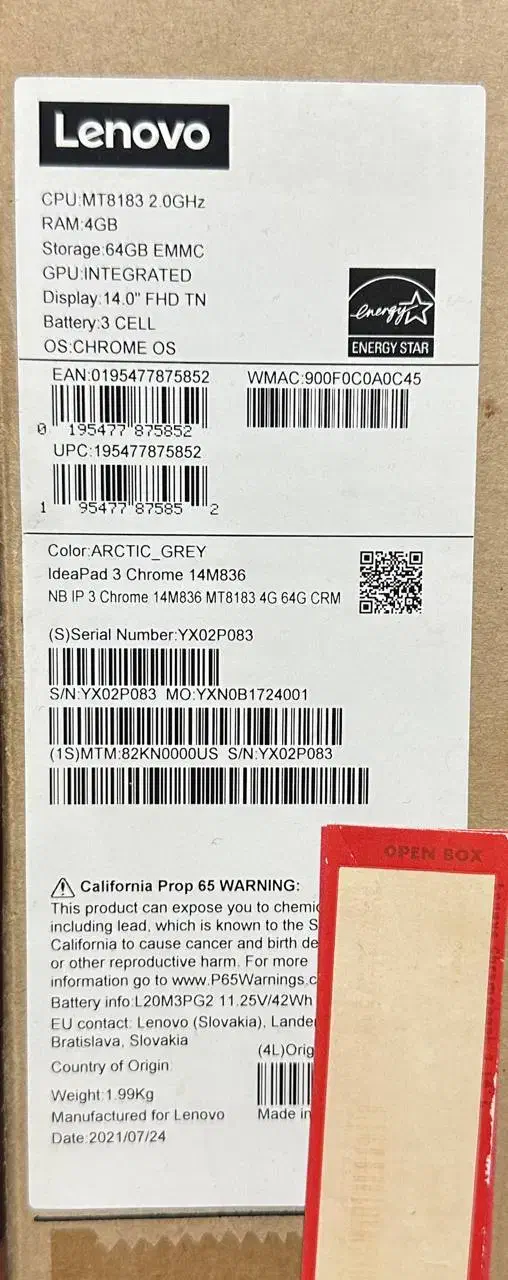 Lenovo
CPU:MT8183 2.0GHz
RAM:4GB
Storage:64GB EMMC
GPU:INTEGRATED
Display:14.0" FHD TN
Battery:3 CELL
OS:CHROME OS
energy
ENERGY STAR
EAN:0195477875852 WMAC:900F0C0A0C45
0 195477 875852
UPC:195477875852
1 95477 87585 2
Color:ARCTIC_GREY
IdeaPad 3 Chrome 14M836
NB IP 3 Chrome 14M836 MT8183 4G 64G CRM
(S)Serial Number:YX02P083
S/N:YX02P083 MO:YXN0B1724001
(1S)MTM:82KN0000US S/N:YX02P083
OPEN BOX
California Prop 65 WARNING:
This product can expose you to chemic
including lead, which is known to the S
California to cause cancer and birth de
or other reproductive harm. For more
information go to www.P65Warnings.c
Battery info:L20M3PG2 11.25V/42Wh
EU contact: Lenovo (Slovakia), Lande
Bratislava, Slovakia
(4L)Orig
Country of Origin
Weight:1.99Kg
Manufactured for Lenovo Made in
Date:2021/07/24